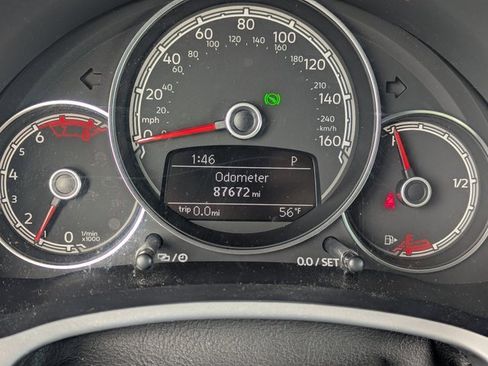 80
60 100
100 120 140 160
80
40 120
60 180
40
20 210
20 140
mph 240
km/h
0 160
6
5
4
3
2
1
0
1/min
x1000
1:46 P
Odometer
87672 mi
trip 0.0 mi 56°F
1/2
0.0 / SET